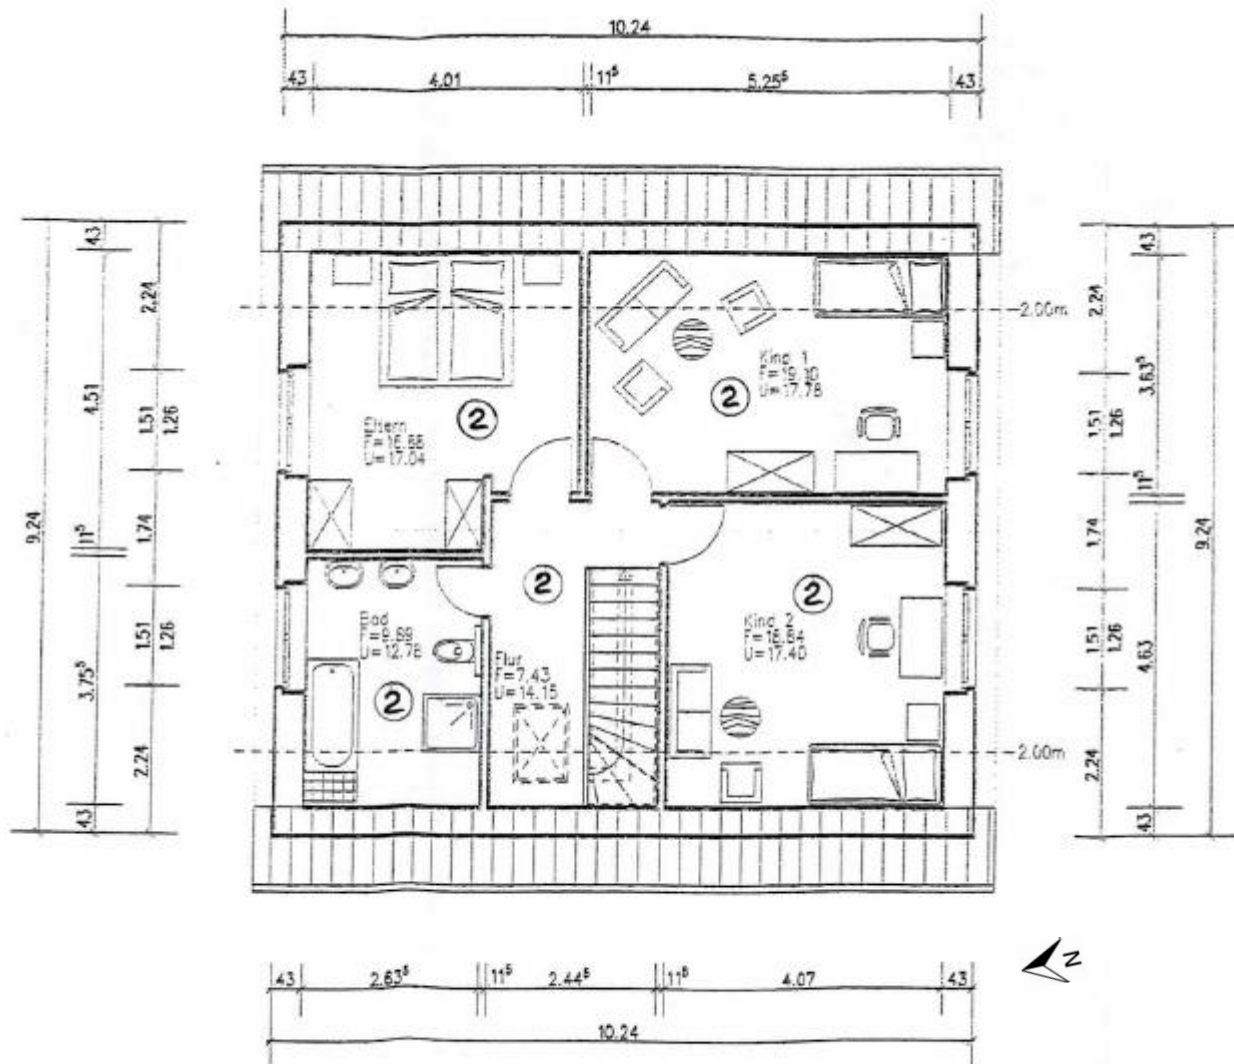 10.24
43 4.01 11⁵ 5.25⁵ 43
43
2.24
4.51
1.51
1.26
9.24
11⁵
1.74
3.75⁵
1.51
1.26
2.24
43
2.00m
Eltern
F=16.68
U=17.04
2
Kind 1
F=19.10
U=17.78
2
2
Bad
F=9.89
U=12.78
2
Flur
F=7.43
U=14.15
Kind 2
F=18.84
U=17.40
2
2.00m
43
2.24
3.63⁵
1.51
1.26
11⁵
1.74
9.24
1.51
1.26
4.63
2.24
43
N
43 2.63⁵ 11⁵ 2.44⁵ 11⁵ 4.07 43
10.24